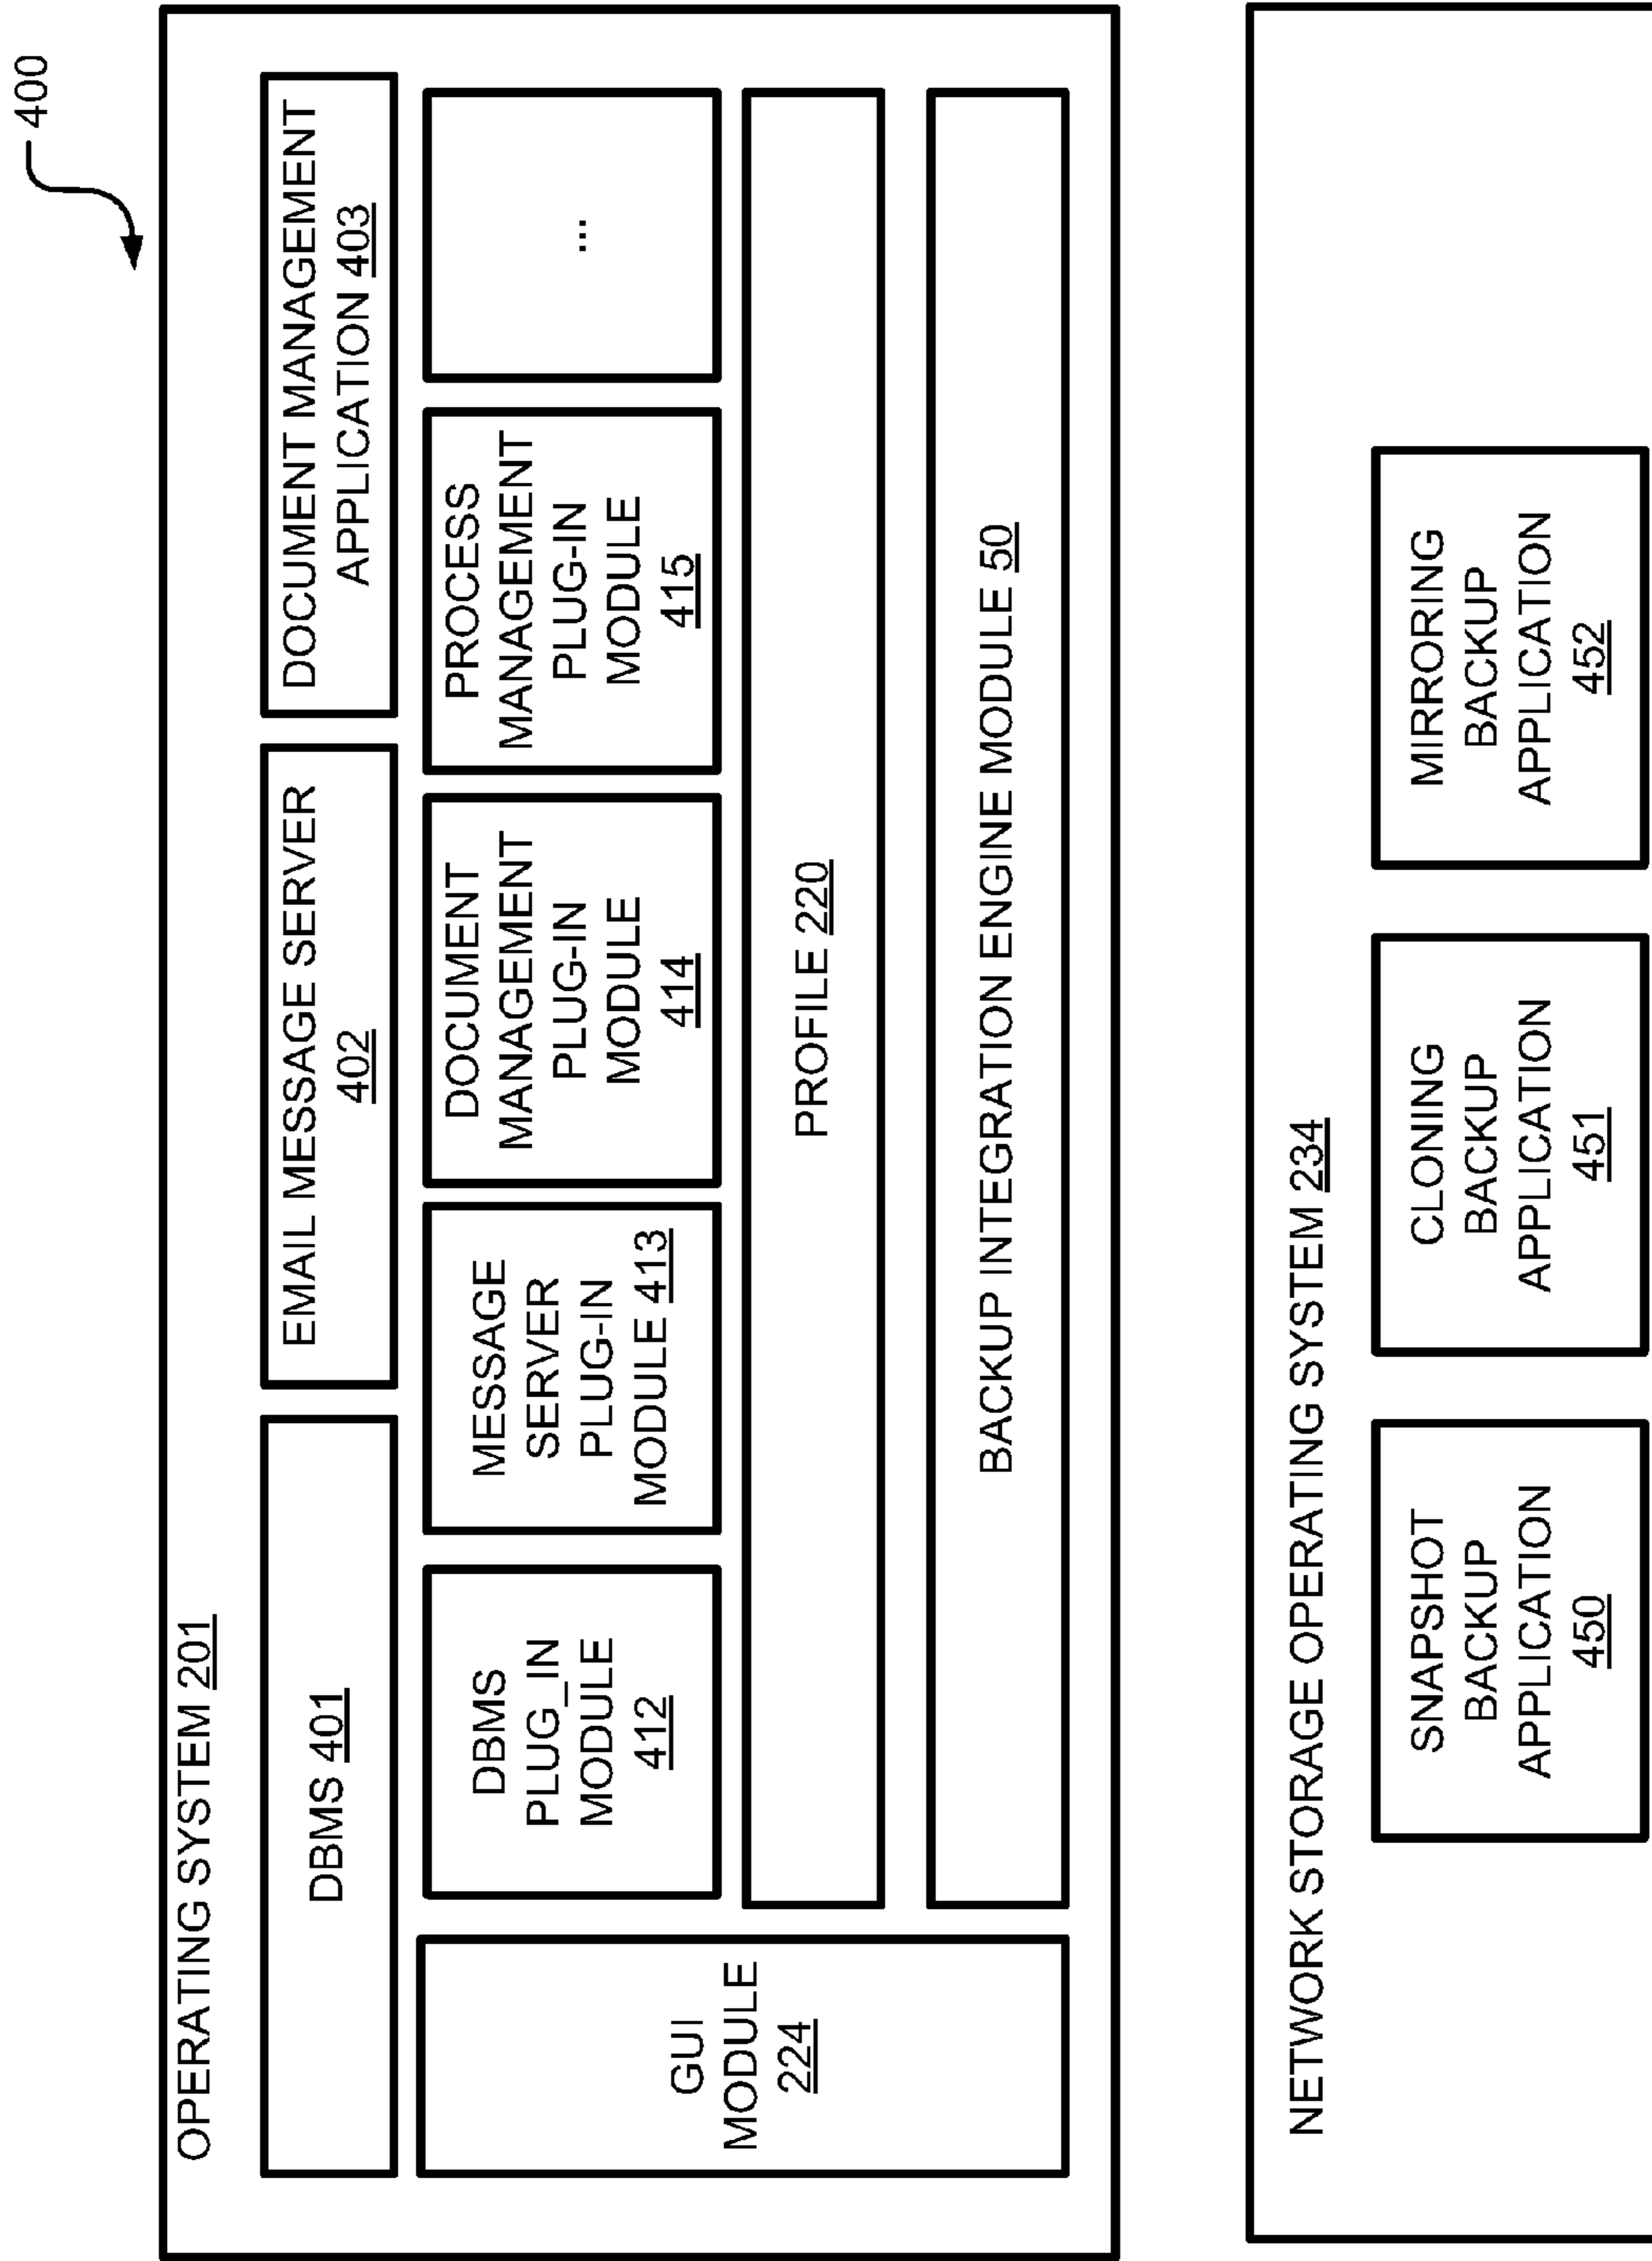 400
OPERATING SYSTEM 201
DBMS 401
EMAIL MESSAGE SERVER
402
DOCUMENT MANAGEMENT
APPLICATION 403
GUI
MODULE
224
DBMS
PLUG_IN
MODULE
412
MESSAGE
SERVER
PLUG-IN
MODULE 413
DOCUMENT
MANAGEMENT
PLUG-IN
MODULE
414
PROCESS
MANAGEMENT
PLUG-IN
MODULE
415
...
PROFILE 220
BACKUP INTEGRATION ENGINE MODULE 50
NETWORK STORAGE OPERATING SYSTEM 234
SNAPSHOT
BACKUP
APPLICATION
450
CLONING
BACKUP
APPLICATION
451
MIRRORING
BACKUP
APPLICATION
452